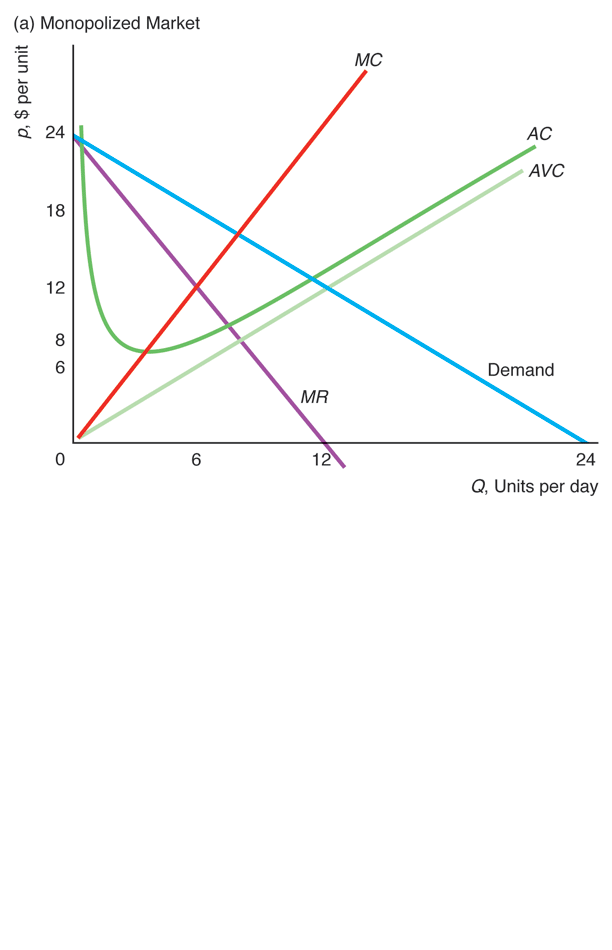 (a) Monopolized Market
p, $ per unit
MC
24
AC
AVC
18
12
8
6
Demand
MR
0
6
12
24
Q, Units per day